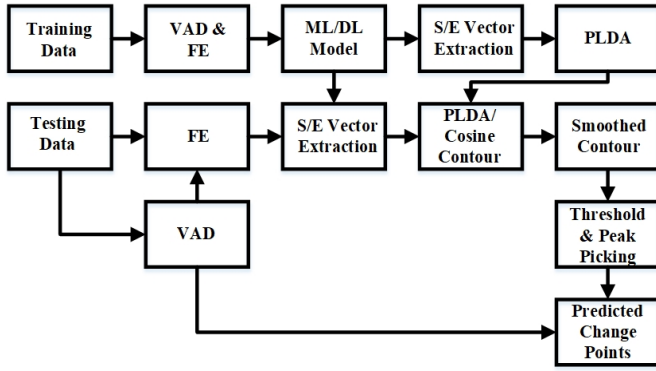 Training
Data
VAD &
FE
ML/DL
Model
S/E Vector
Extraction
PLDA
Testing
Data
FE
S/E Vector
Extraction
PLDA/
Cosine
Contour
Smoothed
Contour
VAD
Threshold
& Peak
Picking
Predicted
Change
Points